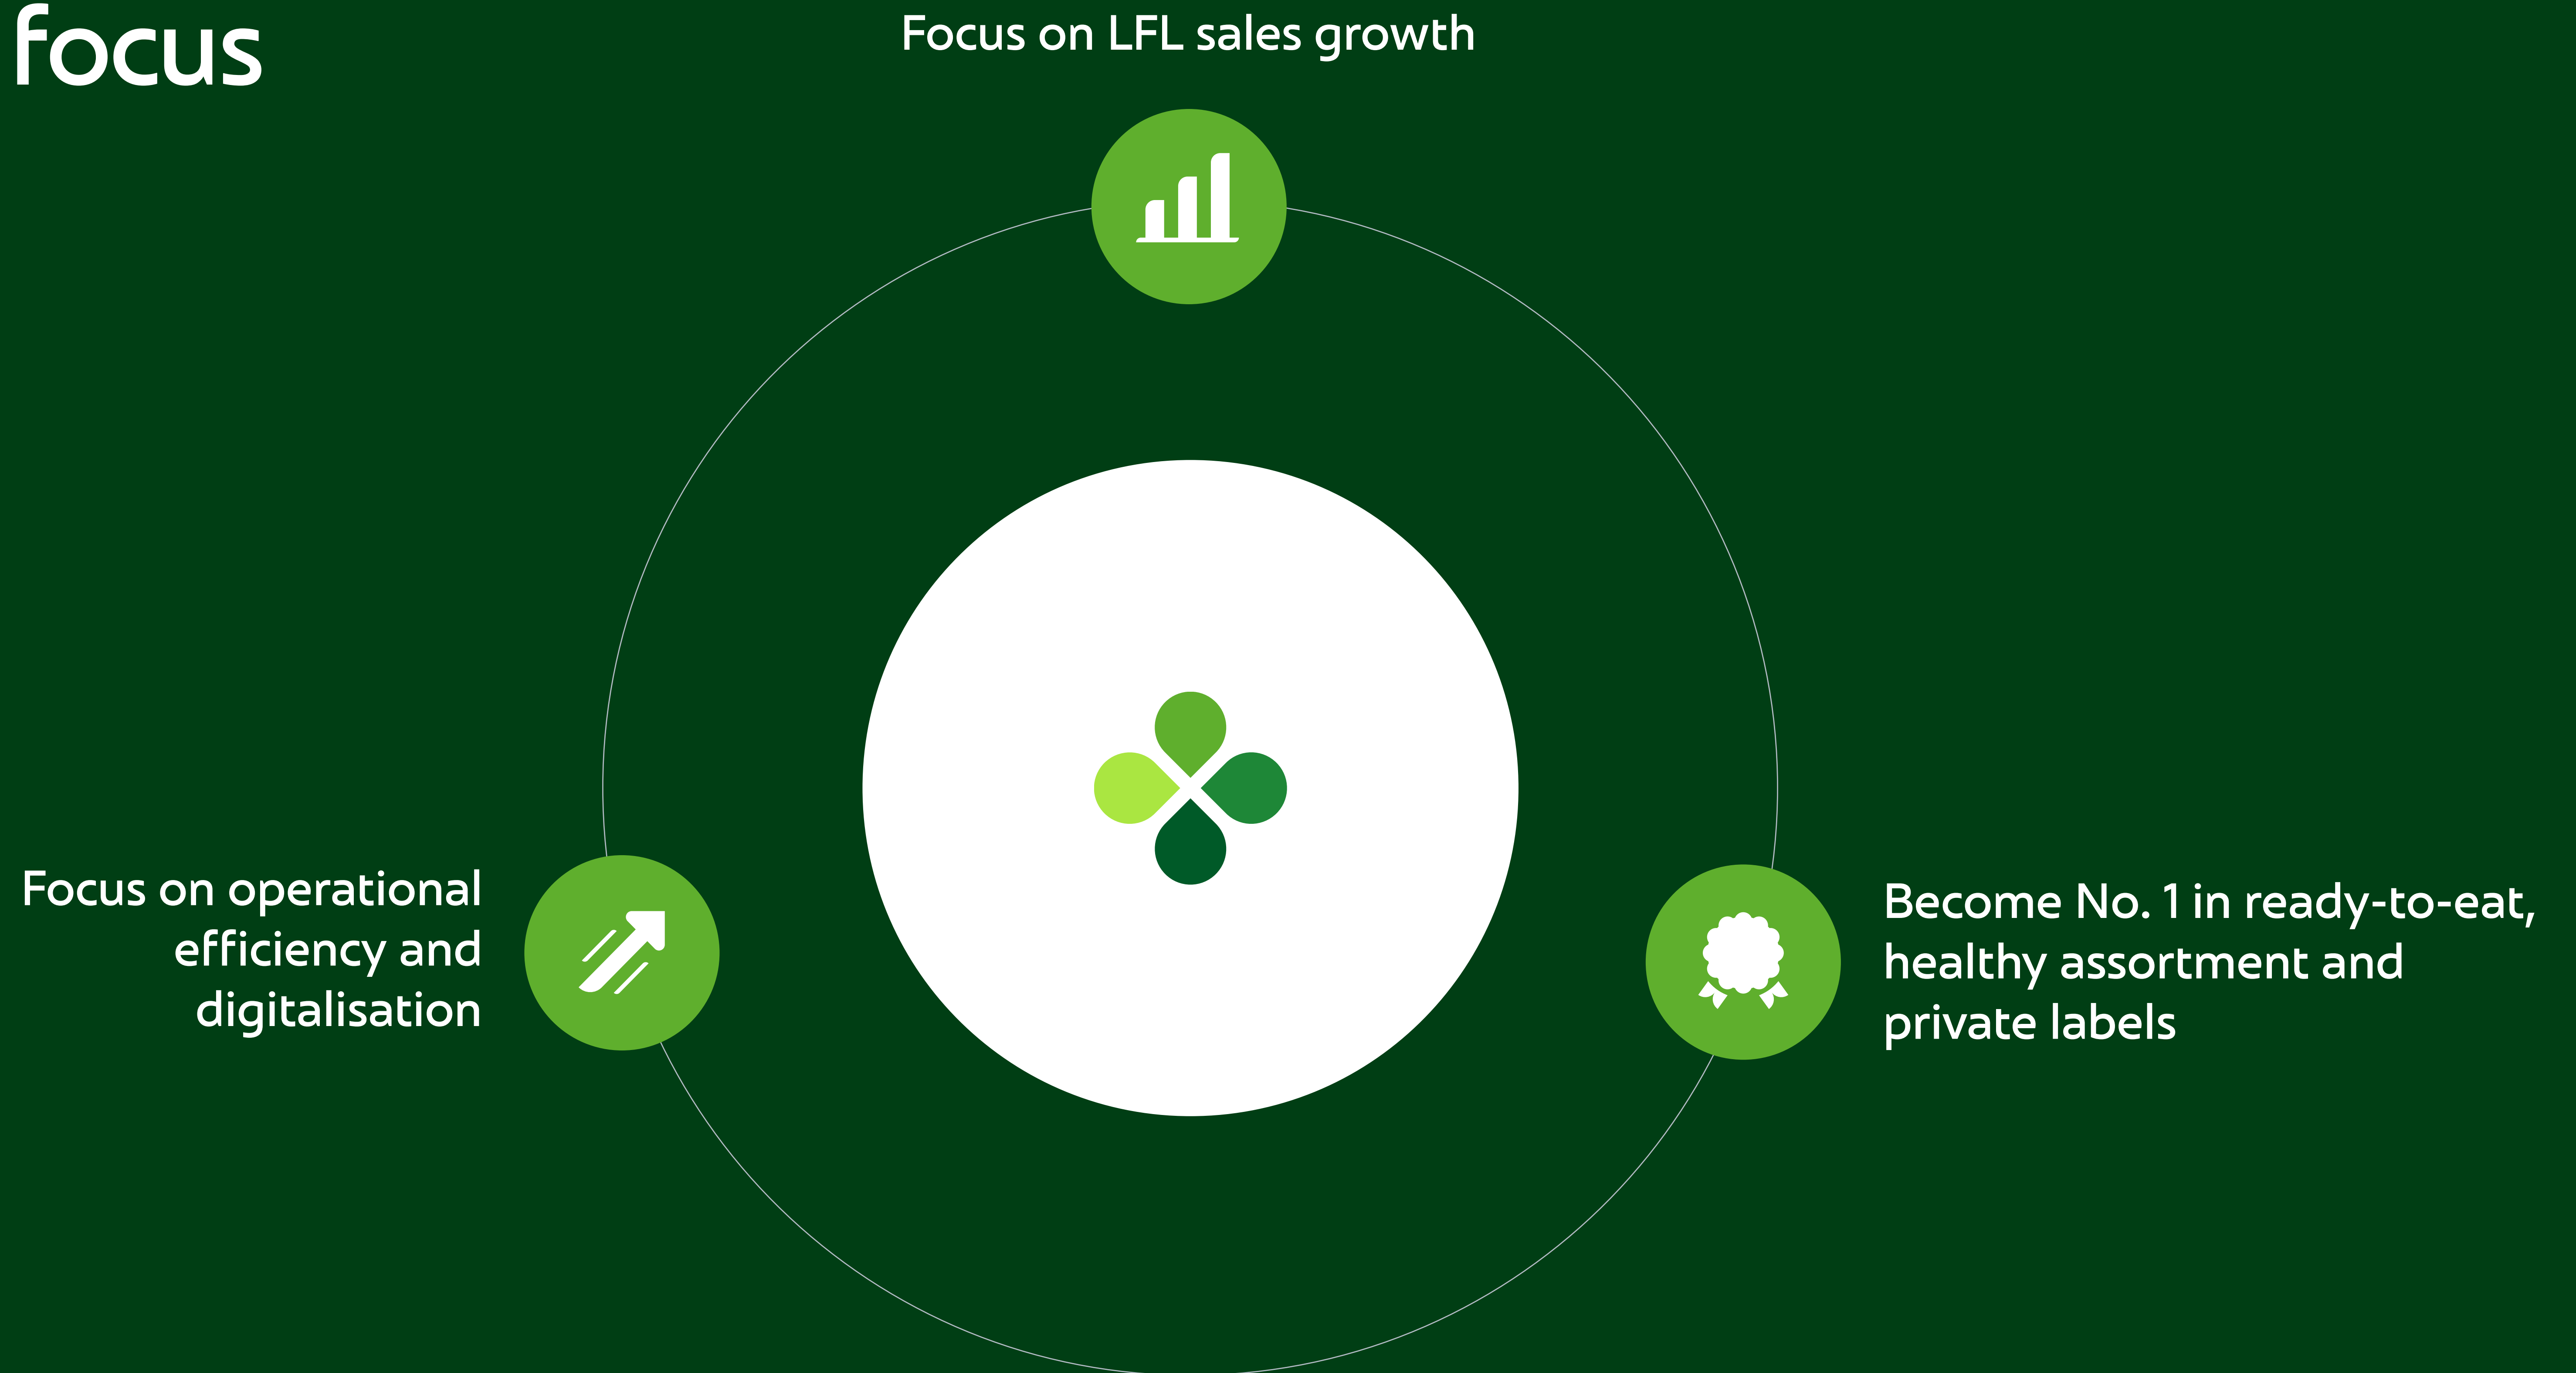 focus
Focus on LFL sales growth
Focus on operational
efficiency and
digitalisation
Become No. 1 in ready-to-eat,
healthy assortment and
private labels